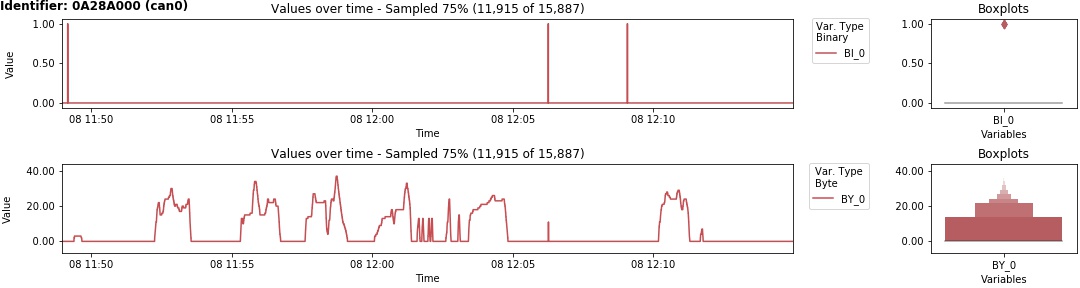 Identifier: 0A28A000 (can0)
Values over time - Sampled 75% (11,915 of 15,887)
Boxplots
Value
1.00
0.50
0.00
08 11:50
08 11:55
08 12:00
08 12:05
08 12:10
Time
Var. Type
Binary
BI_0
1.00
0.50
0.00
BI_0
Variables
Values over time - Sampled 75% (11,915 of 15,887)
Boxplots
Value
40.00
20.00
0.00
08 11:50
08 11:55
08 12:00
08 12:05
08 12:10
Time
Var. Type
Byte
BY_0
40.00
20.00
0.00
BY_0
Variables